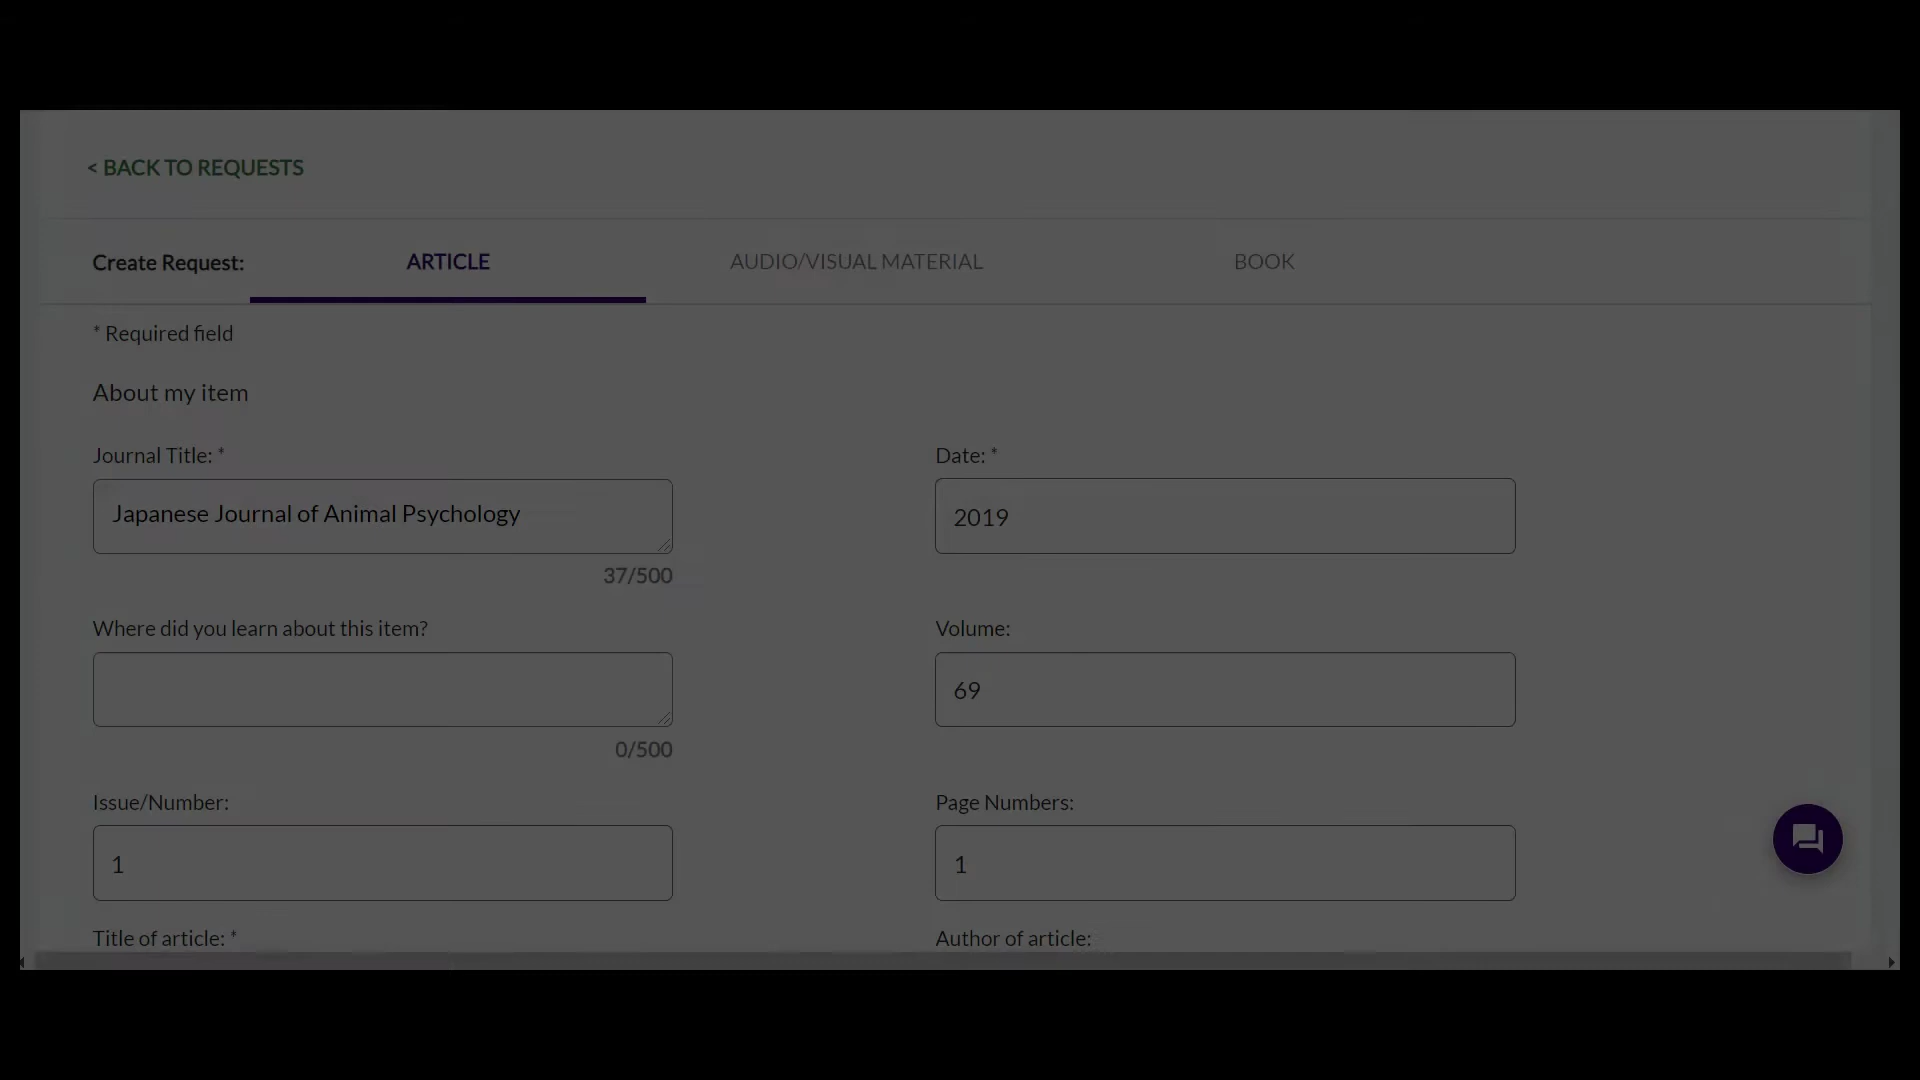 < BACK TO REQUESTS
Create Request: ARTICLE AUDIO/VISUAL MATERIAL BOOK
* Required field
About my item
Journal Title: * Date: *
Japanese Journal of Animal Psychology 2019
37/500
Where did you learn about this item? Volume:
69
0/500
Issue/Number: Page Numbers:
1 1
Title of article: * Author of article: